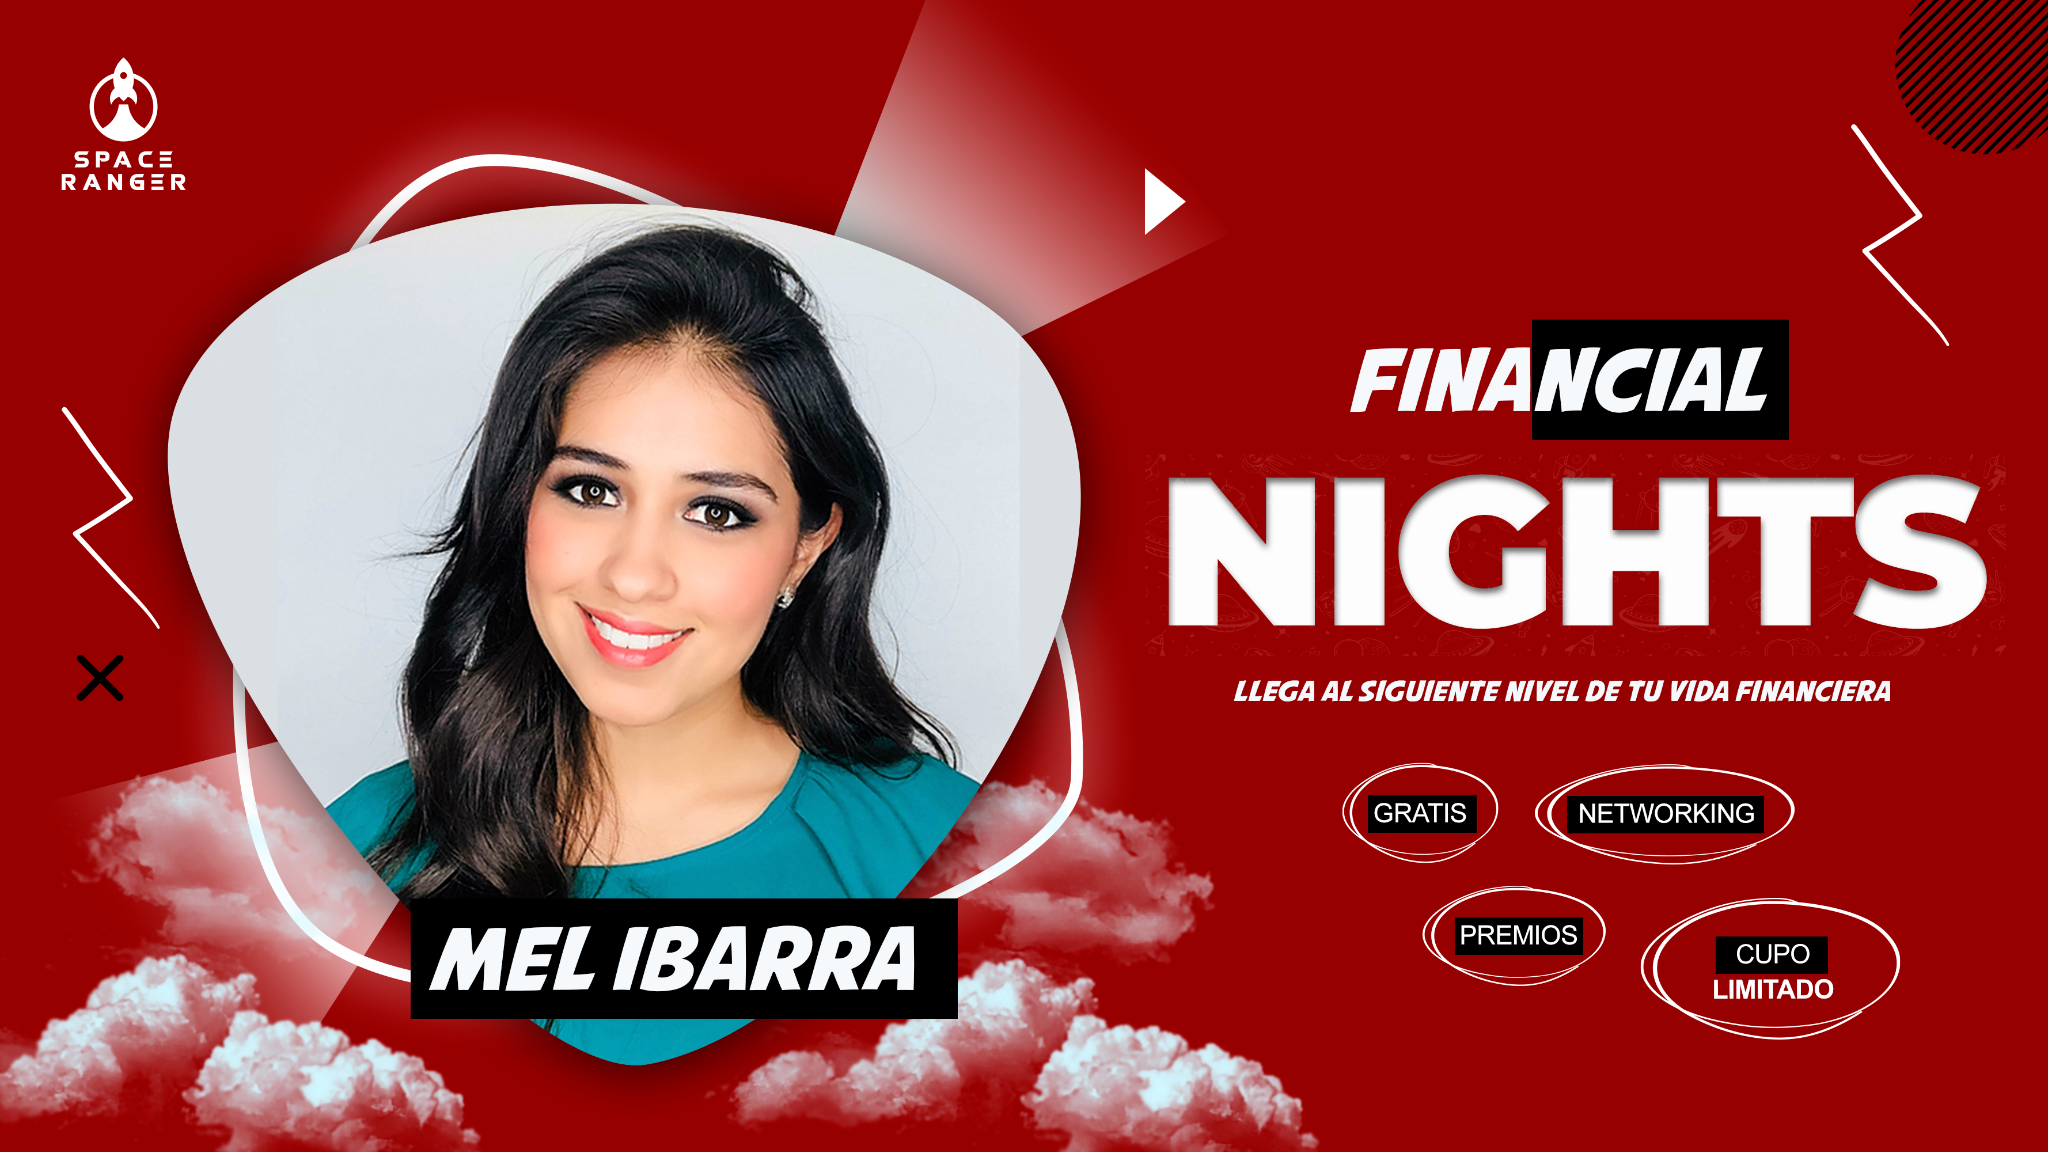 SPACE
RANGER
FINANCIAL
NIGHTS
LLEGA AL SIGUIENTE NIVEL DE TU VIDA FINANCIERA
GRATIS
NETWORKING
PREMIOS
CUPO
LIMITADO
MEL IBARRA